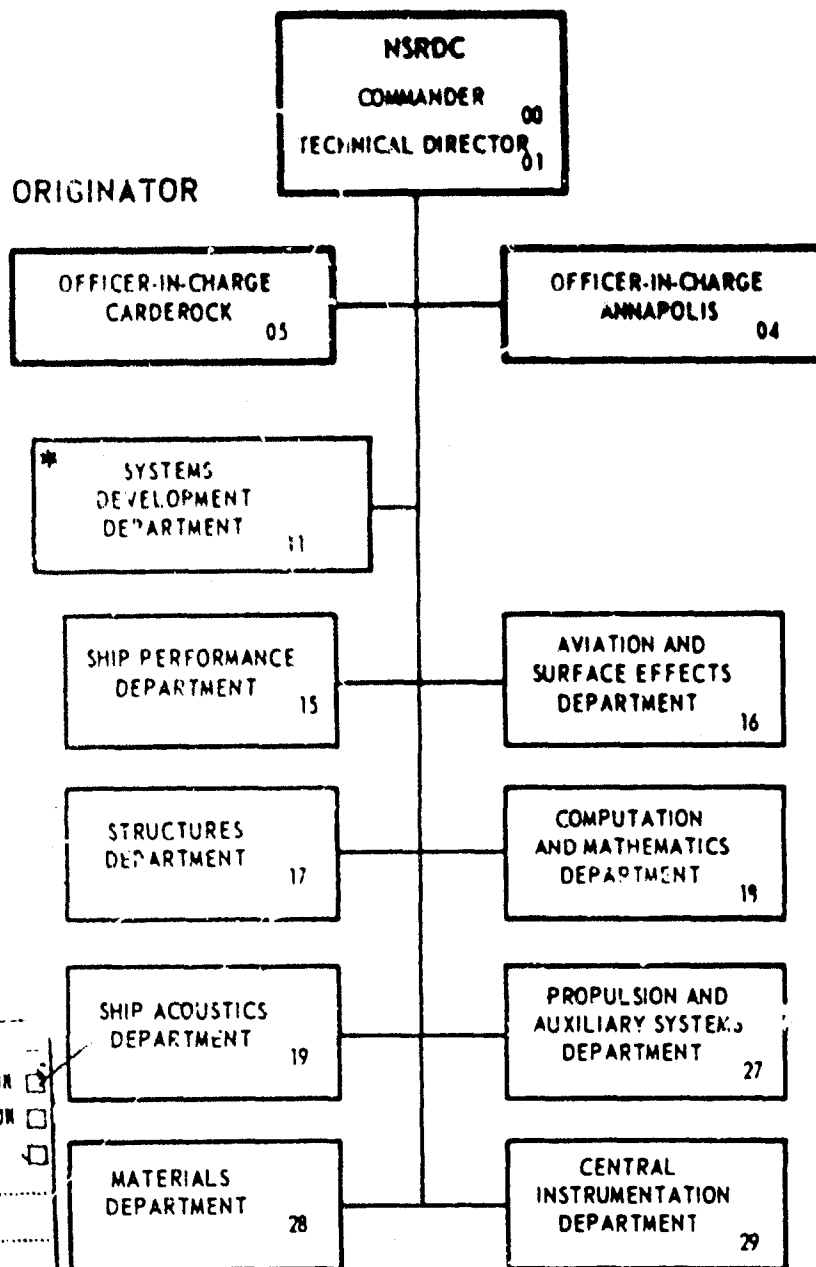 NSRDC
COMMANDER
00
TECHNICAL DIRECTOR
01
ORIGINATOR
OFFICER-IN-CHARGE
CARDEROCK
05
OFFICER-IN-CHARGE
ANNAPOLIS
04
*
SYSTEMS
DEVELOPMENT
DEPARTMENT
11
SHIP PERFORMANCE
DEPARTMENT
15
AVIATION AND
SURFACE EFFECTS
DEPARTMENT
16
STRUCTURES
DEPARTMENT
17
COMPUTATION
AND MATHEMATICS
DEPARTMENT
SHIP ACOUSTICS
DEPARTMENT
19
PROPULSION AND
AUXILIARY SYSTEMS
DEPARTMENT
27
MATERIALS
DEPARTMENT
28
CENTRAL
INSTRUMENTATION
DEPARTMENT
29